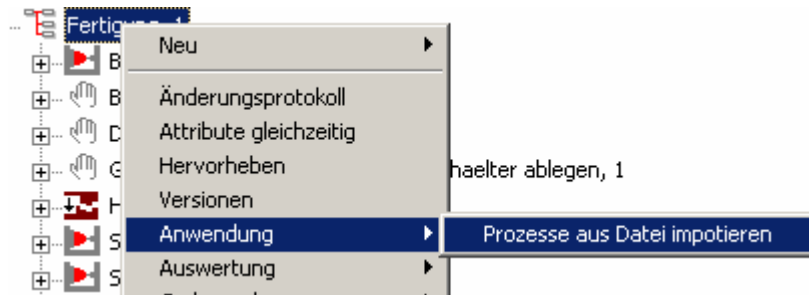 Fertigung, 1
B
Neu
B
Änderungsprotokoll
D
Attribute gleichzeitig
G
Hervorheben
haelter ablegen, 1
H
Versionen
S
Anwendung
Prozesse aus Datei impotieren
S
Auswertung